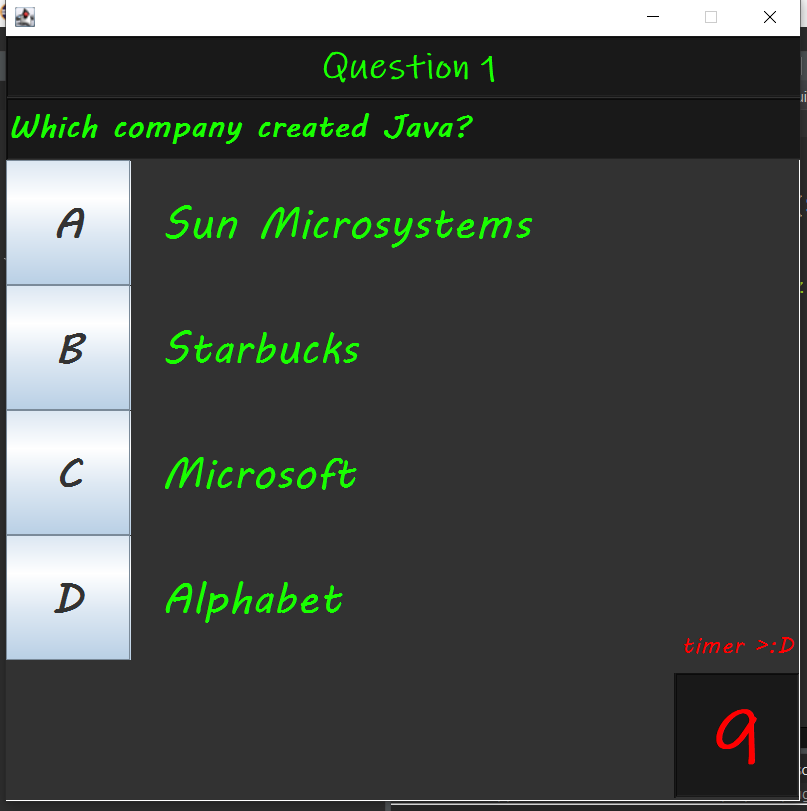 Question 1
Which company created Java?
A Sun Microsystems
B Starbucks
C Microsoft
D Alphabet
timer >:D
9